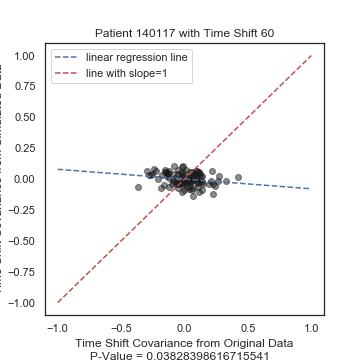 Patient 140117 with Time Shift 60
linear regression line
line with slope=1
1.00
0.75
0.50
0.25
0.00
−0.25
−0.50
−0.75
−1.00
−1.0
−0.5
0.0
0.5
1.0
Time Shift Covariance from Original Data
P-Value = 0.03828398616715541